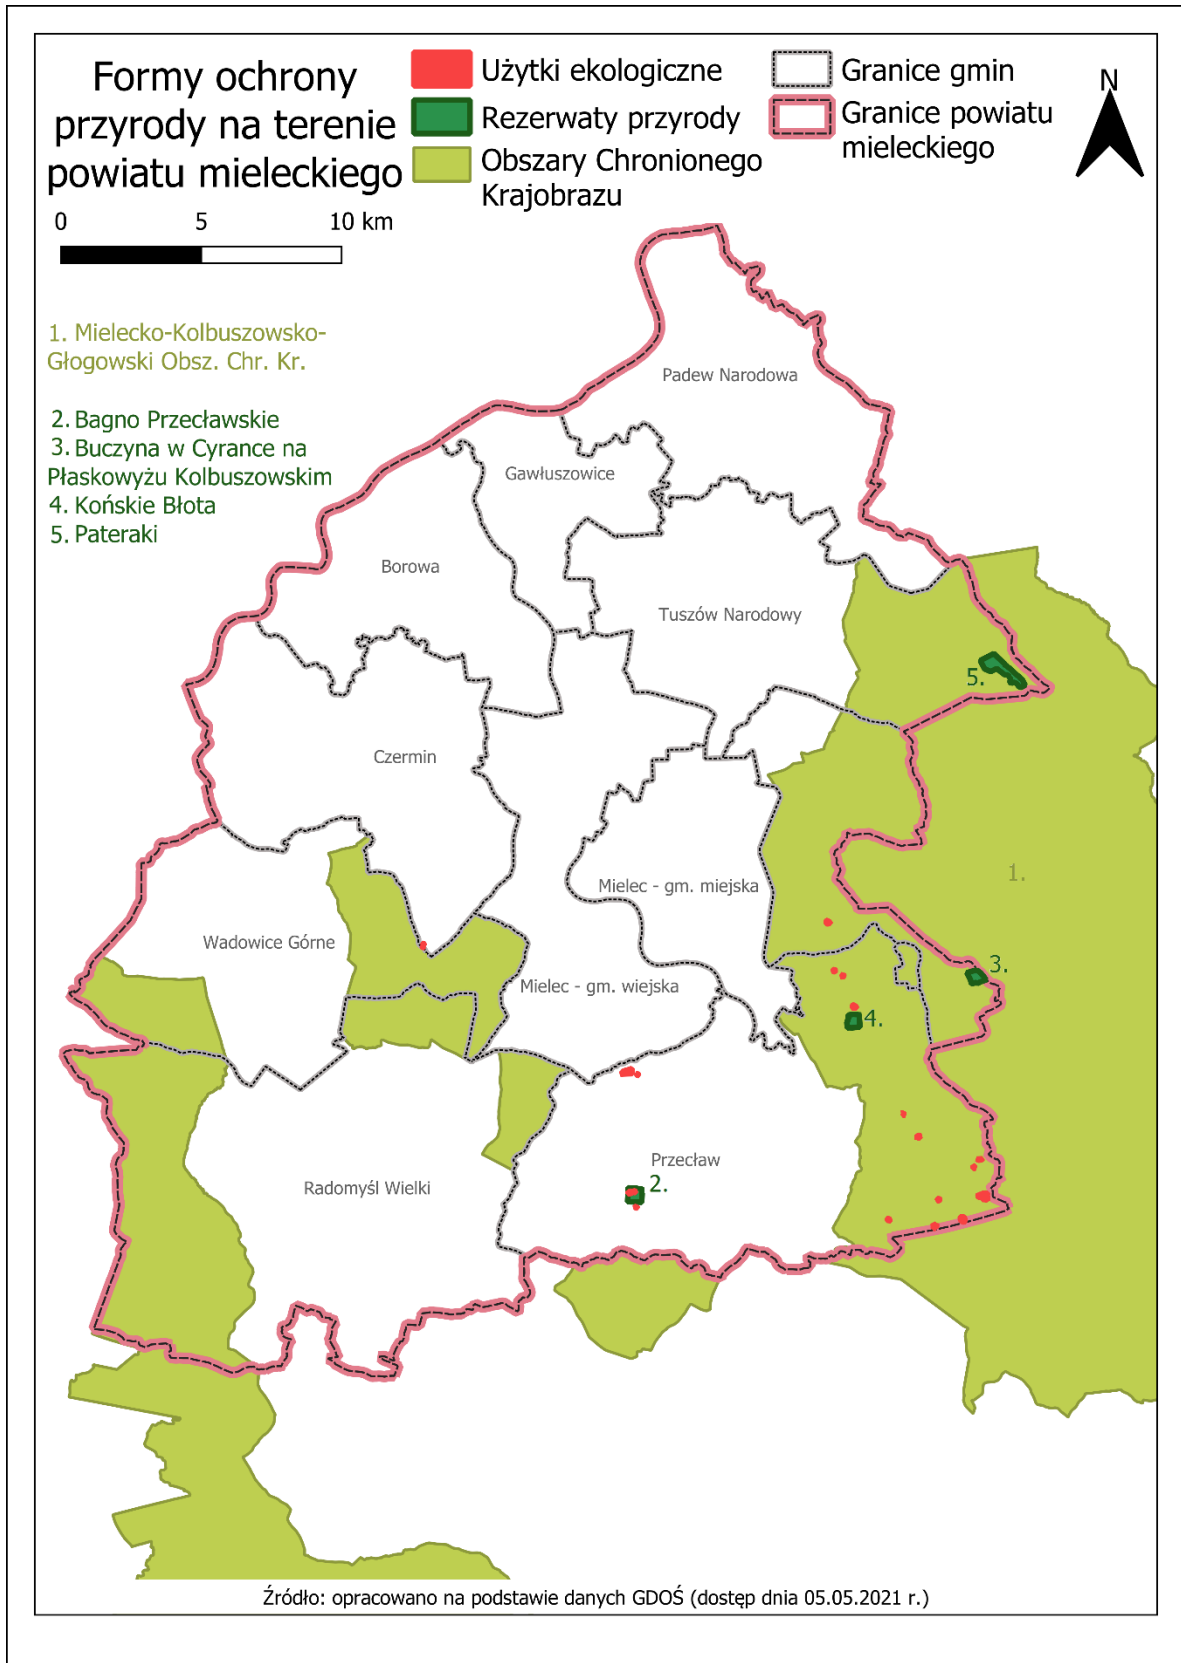 Formy ochrony
przyrody na terenie
powiatu mieleckiego
Użytki ekologiczne
Rezerwaty przyrody
Obszary Chronionego
Krajobrazu
Granice gmin
Granice powiatu
mieleckiego
N
0 5 10 km
1. Mielecko-Kolbuszowsko-
Głogowski Obsz. Chr. Kr.
2. Bagno Przecławskie
3. Buczyna w Cyrance na
Płaskowyżu Kolbuszowskim
4. Końskie Błota
5. Pateraki
Padew Narodowa
Gawłuszowice
Borowa
Tuszów Narodowy
5.
Czermin
1.
Mielec - gm. miejska
Wadowice Górne
3.
Mielec - gm. wiejska
4.
Przecław
2.
Radomyśl Wielki
Źródło: opracowano na podstawie danych GDOŚ (dostęp dnia 05.05.2021 r.)